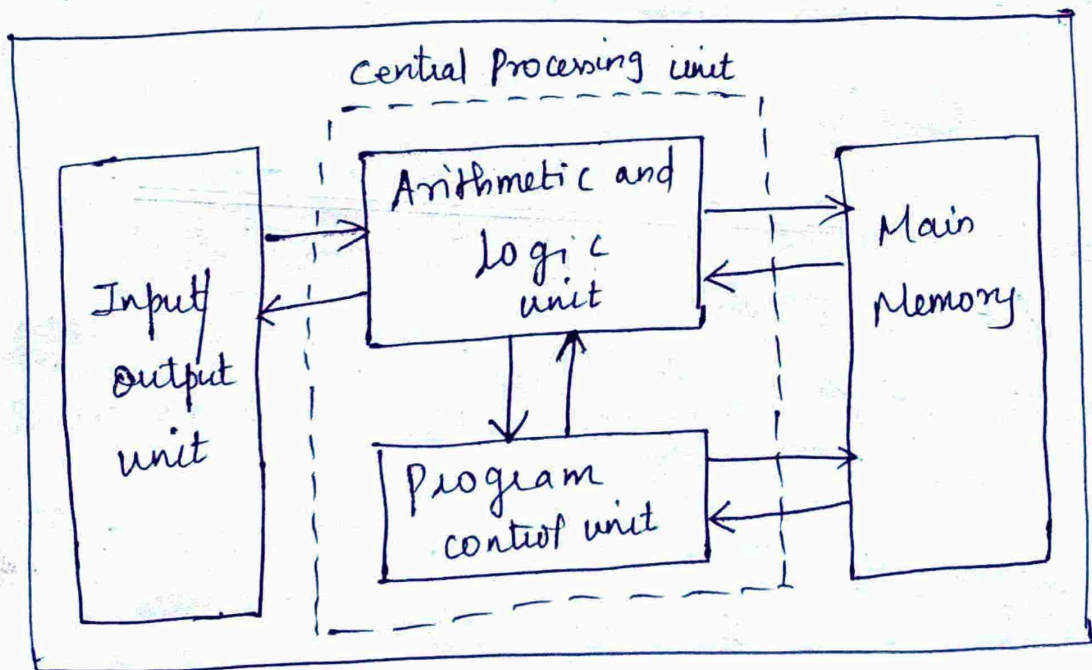 Central Processing unit
Input/
output
unit
Arithmetic and
logic
unit
Program
control unit
Main
Memory